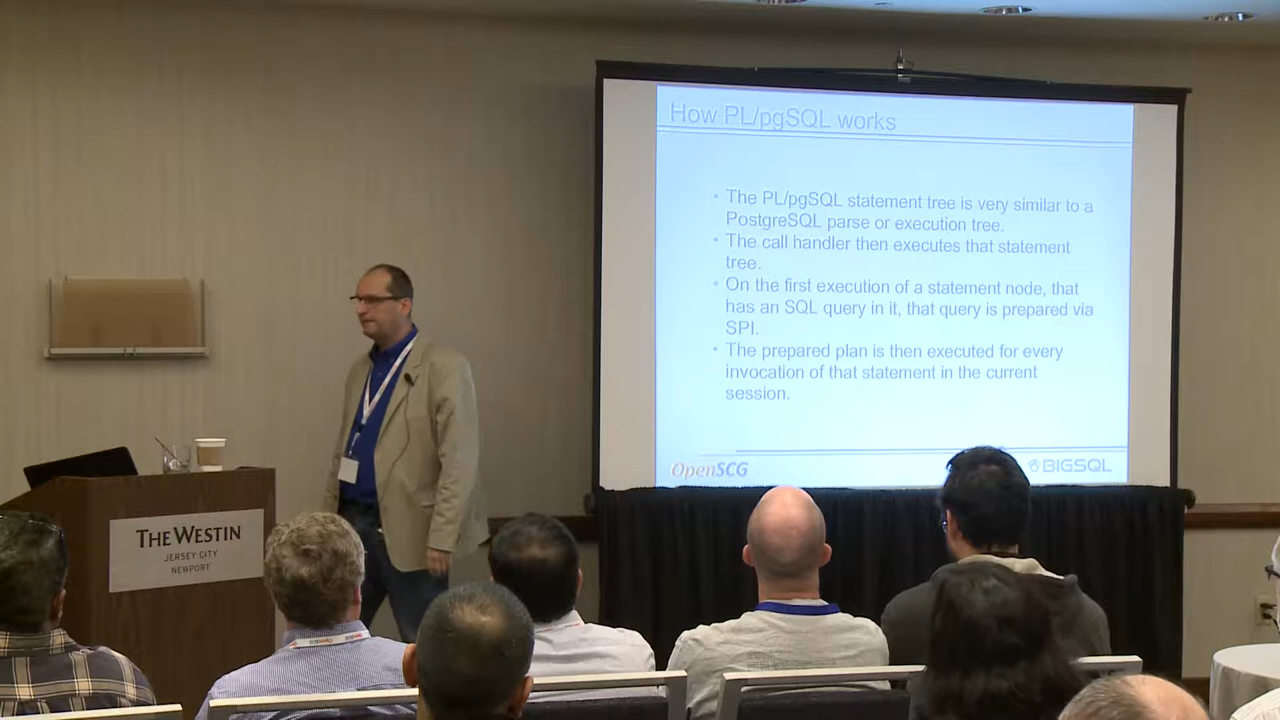 How PL/pgSQL works
• The PL/pgSQL statement tree is very similar to a
PostgreSQL parse or execution tree.
• The call handler then executes that statement
tree.
• On the first execution of a statement node, that
has an SQL query in it, that query is prepared via
SPI.
• The prepared plan is then executed for every
invocation of that statement in the current
session.
OpenSCG
BIGSQL
THE WESTIN
JERSEY CITY
NEWPORT